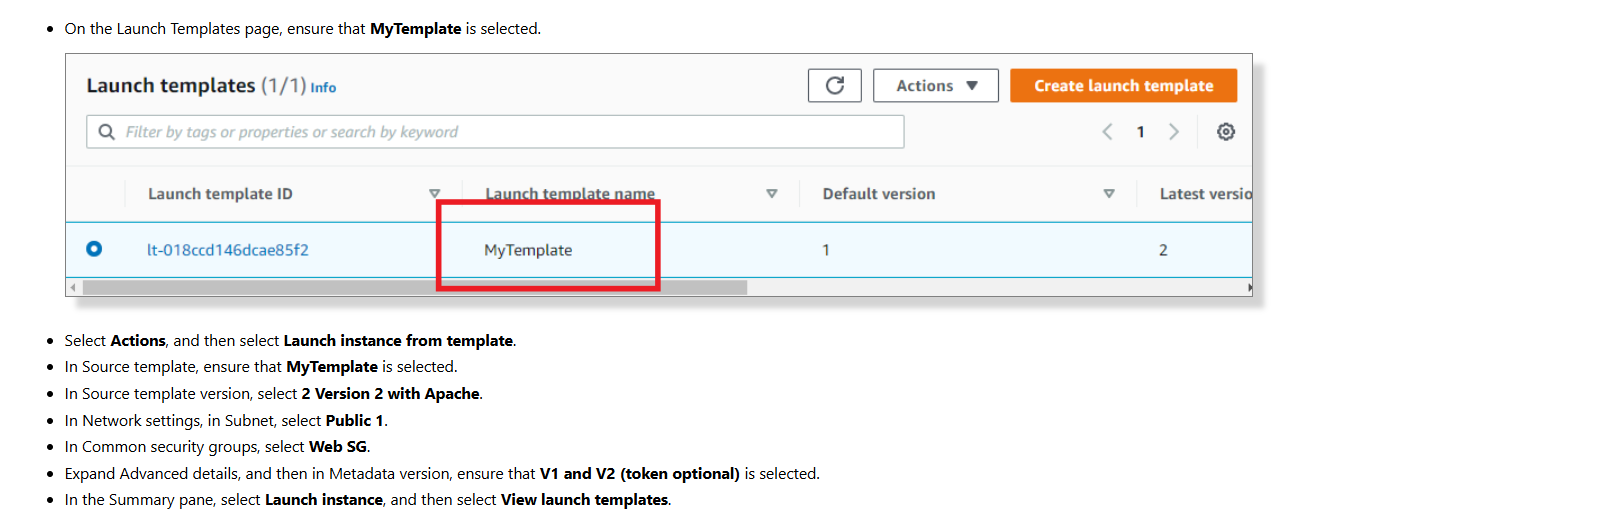 On the Launch Templates page, ensure that MyTemplate is selected.
Launch templates (1/1) Info
Actions
Create launch template
Filter by tags or properties or search by keyword
1
Launch template ID
Launch template name
Default version
Latest versio
lt-018ccd146dcae85f2
MyTemplate
1
2
Select Actions, and then select Launch instance from template.
In Source template, ensure that MyTemplate is selected.
In Source template version, select 2 Version 2 with Apache.
In Network settings, in Subnet, select Public 1.
In Common security groups, select Web SG.
Expand Advanced details, and then in Metadata version, ensure that V1 and V2 (token optional) is selected.
In the Summary pane, select Launch instance, and then select View launch templates.